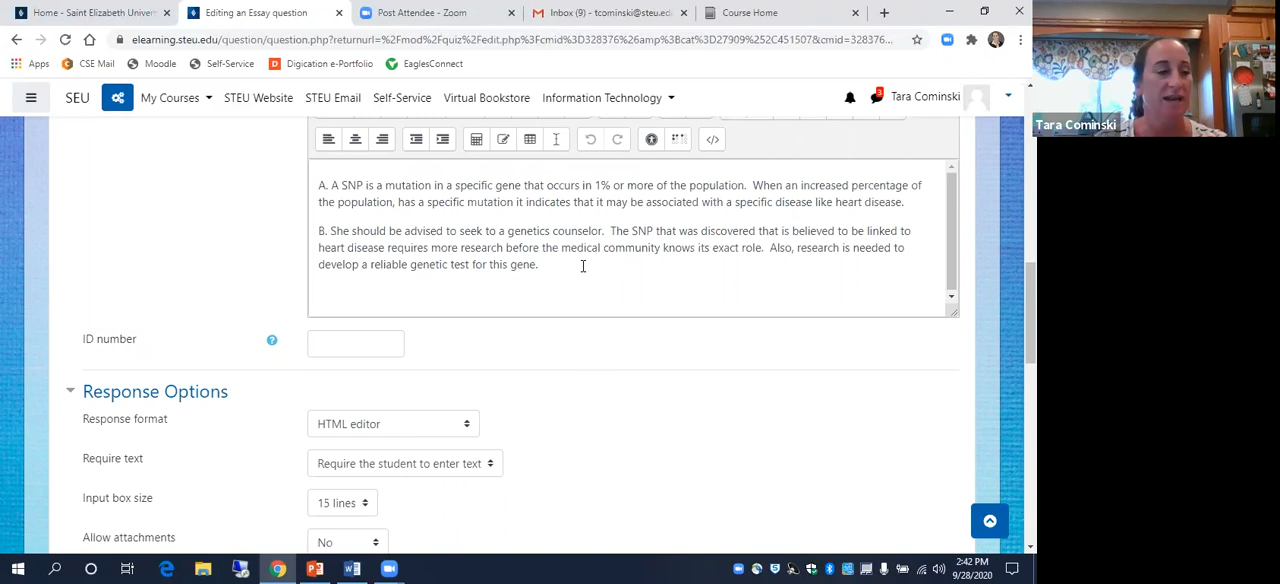 Home - Saint Elizabeth Univer
Editing an Essay question
Post Attendee - Zoom
Inbox (9) - tcominski@steu.ed
Course Home
elearning.steu.edu/question/question.php?returnurl=%2Fmod%2Fquiz%2Fedit.php%3Fcmid%3D328376%26amp%3Bcat%3D27909%252C451507&cmid=328376...
Apps
CSE Mail
Moodle
Self-Service
Digication e-Portfolio
EaglesConnect
SEU
My Courses
SEU Website
SEU Email
Self-Service
Virtual Bookstore
Information Technology
3
Tara Cominski
Tara Cominski
A. A SNP is a mutation in a specific gene that occurs in 1% or more of the population. When an increased percentage of
the population, has a specific mutation it indicates that it may be associated with a specific disease like heart disease.
B. She should be advised to seek to a genetics counselor. The SNP that was discovered that is believed to be linked to
heart disease requires more research before the medical community knows its exact role. Also, research is needed to
develop a reliable genetic test for this gene.
ID number
Response Options
Response format
HTML editor
Require text
Require the student to enter text
Input box size
15 lines
Allow attachments
No
2:42 PM
9/28/2020